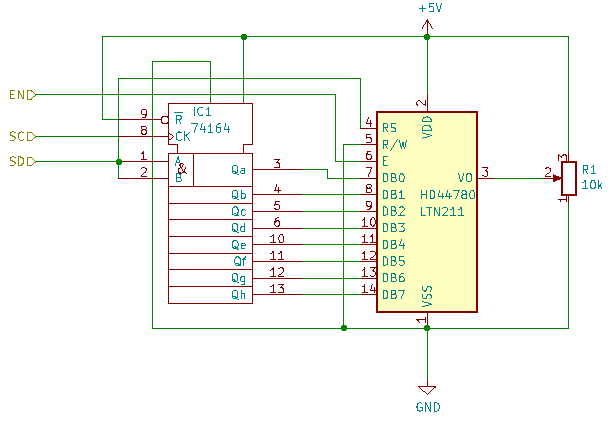 +5V
END
SCD
SDD
9 R
8 CK
IC1
74164
1 A
2 B
&
Qa 3
Qb 4
Qc 5
Qd 6
Qe 10
Qf 11
Qg 12
Qh 13
2
VDD
4 RS
5 R/W
6 E
7 DB0
8 DB1
9 DB2
10 DB3
11 DB4
12 DB5
13 DB6
14 DB7
VO 3
HD44780
LTN211
VSS
1
3
2
1
R1
10k
GND